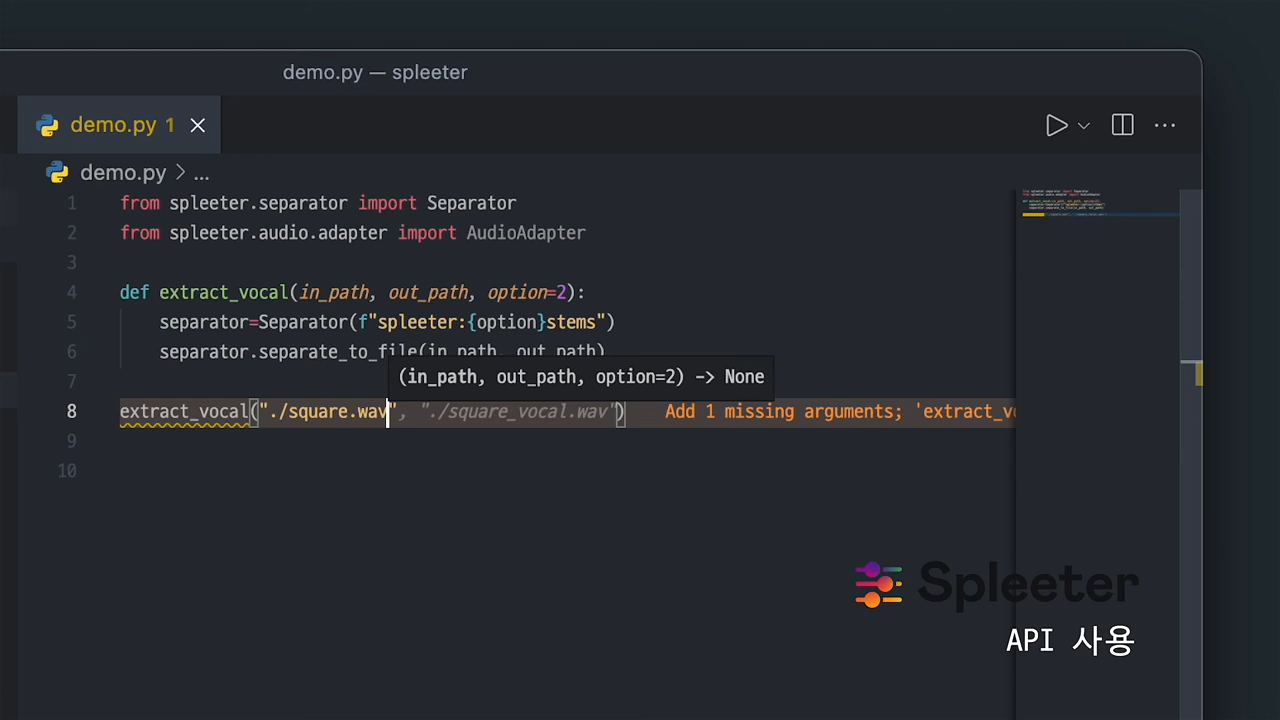 demo.py — spleeter
demo.py 1
demo.py > ...
1 from spleeter.separator import Separator
2 from spleeter.audio.adapter import AudioAdapter
3
4 def extract_vocal(in_path, out_path, option=2):
5 separator=Separator(f"spleeter:{option}stems")
6 separator.separate_to_file(in_path, out_path)
(in_path, out_path, option=2) -> None
7
8 extract_vocal("./square.wav", "./square_vocal.wav") Add 1 missing arguments; 'extract_vo
9
10
Spleeter
API 사용